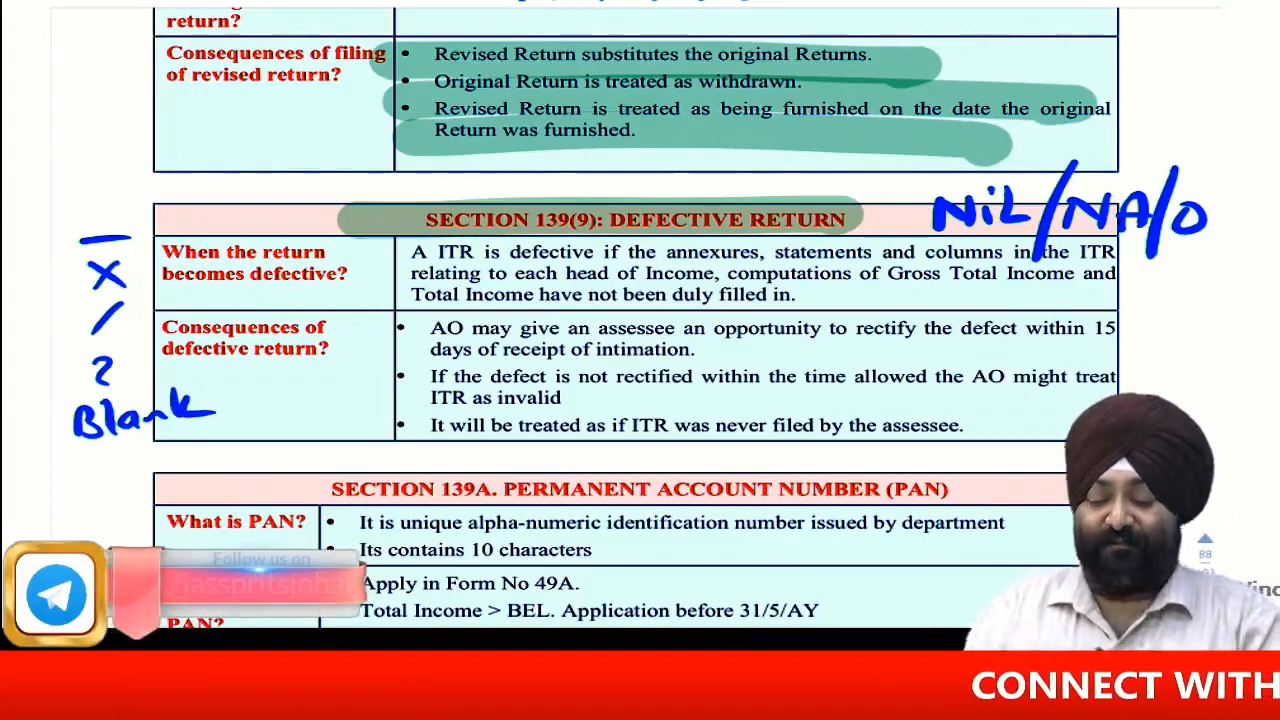 return?
Consequences of filing of revised return?
• Revised Return substitutes the original Returns.
• Original Return is treated as withdrawn.
• Revised Return is treated as being furnished on the date the original
Return was furnished.
NiL/NA/0
SECTION 139(9): DEFECTIVE RETURN
When the return
becomes defective?
A ITR is defective if the annexures, statements and columns in the ITR
relating to each head of Income, computations of Gross Total Income and
Total Income have not been duly filled in.
—
X
/
?
Blank
Consequences of
defective return?
• AO may give an assessee an opportunity to rectify the defect within 15
days of receipt of intimation.
• If the defect is not rectified within the time allowed the AO might treat
ITR as invalid
• It will be treated as if ITR was never filed by the assessee.
SECTION 139A. PERMANENT ACCOUNT NUMBER (PAN)
What is PAN?
• It is unique alpha-numeric identification number issued by department
• Its contains 10 characters
Follow us on
/jasspritsjohar
Apply in Form No 49A.
Total Income > BEL. Application before 31/5/AY
PAN?
88
CONNECT WITH